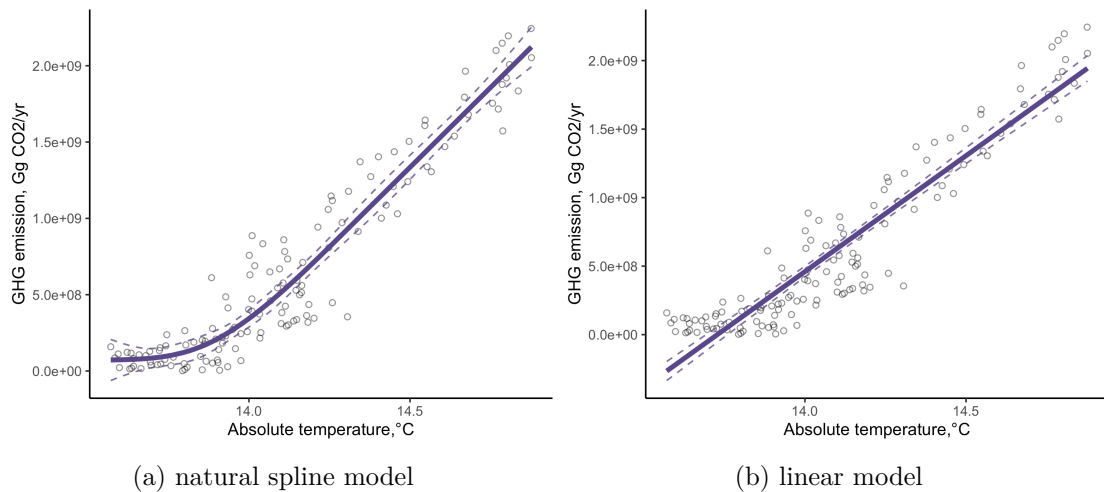 2.0e+09
1.5e+09
1.0e+09
5.0e+08
0.0e+00
GHG emission, Gg CO2/yr
14.0 14.5
Absolute temperature,°C
(a) natural spline model
2.0e+09
1.5e+09
1.0e+09
5.0e+08
0.0e+00
GHG emission, Gg CO2/yr
14.0 14.5
Absolute temperature,°C
(b) linear model